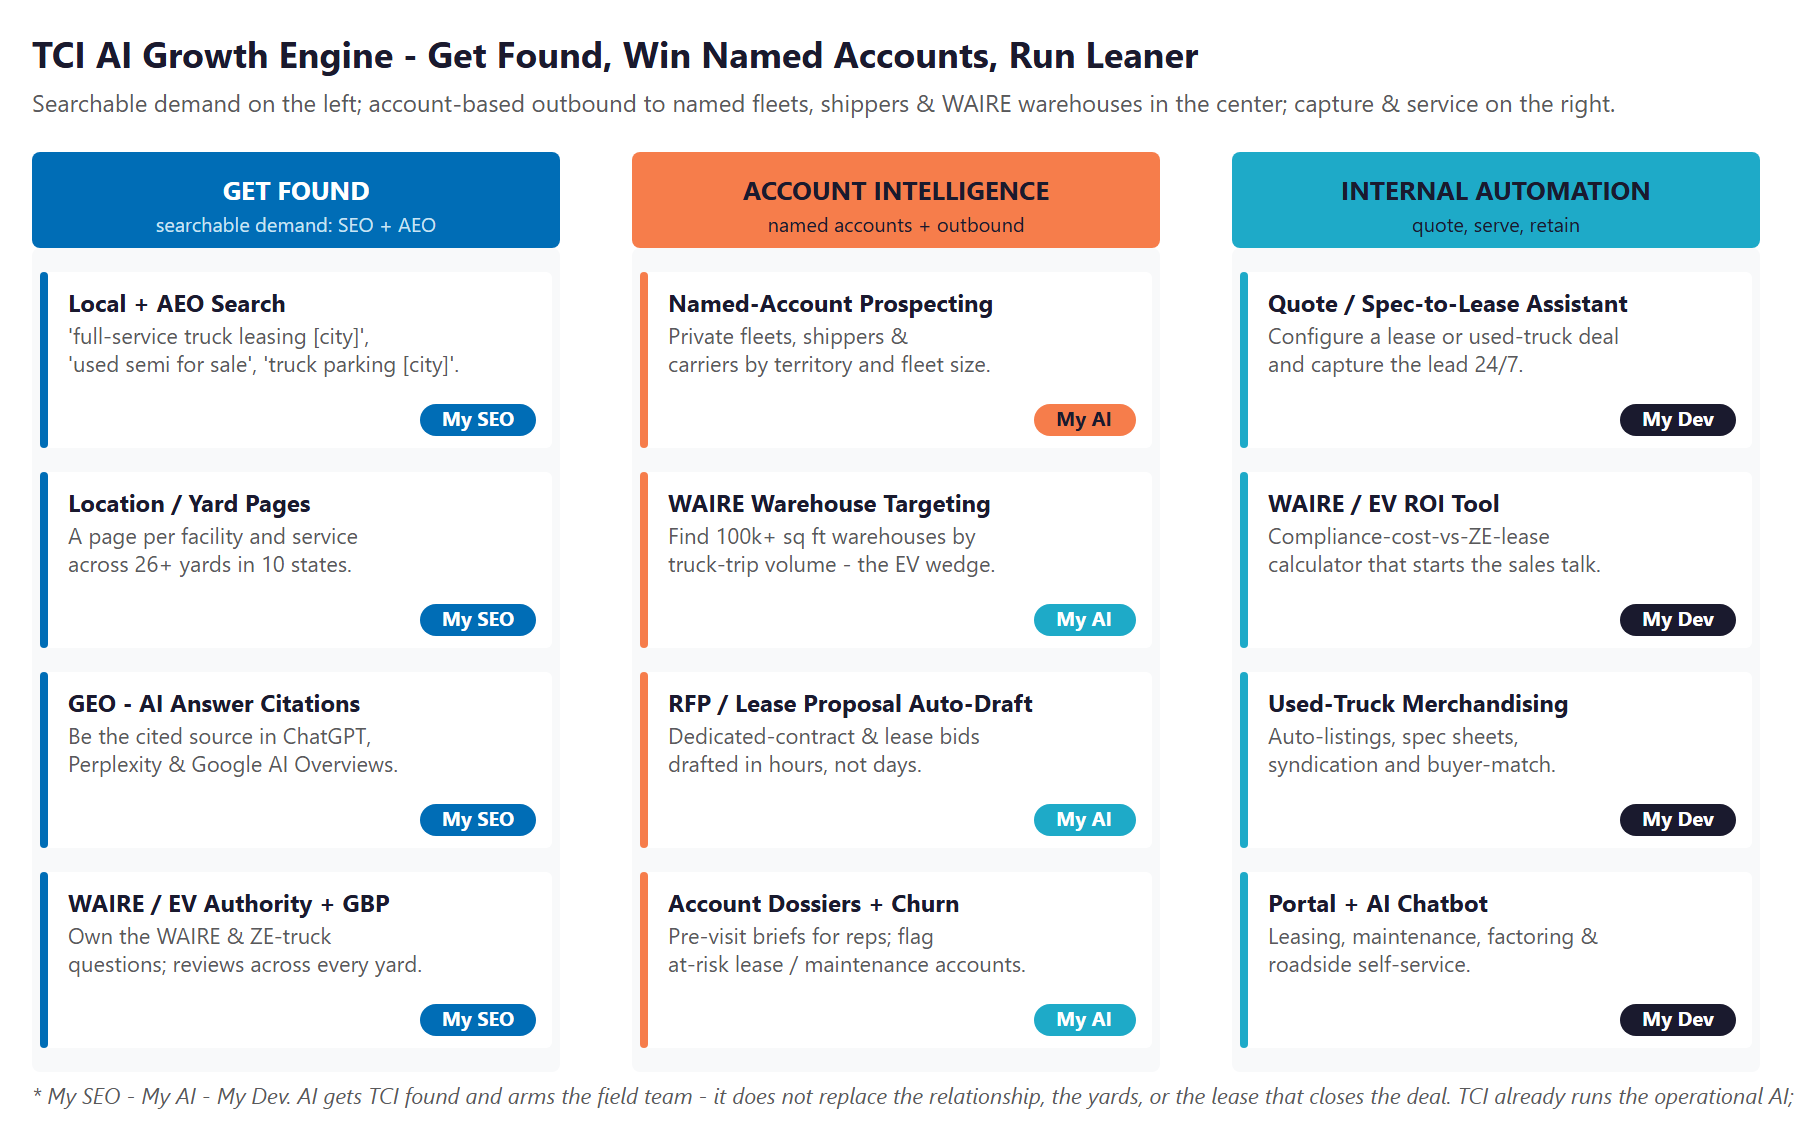 TCI AI Growth Engine - Get Found, Win Named Accounts, Run Leaner
Searchable demand on the left; account-based outbound to named fleets, shippers & WAIRE warehouses in the center; capture & service on the right.
GET FOUND
searchable demand: SEO + AEO
Local + AEO Search
'full-service truck leasing [city]',
'used semi for sale', 'truck parking [city]'.
My SEO
Location / Yard Pages
A page per facility and service
across 26+ yards in 10 states.
My SEO
GEO - AI Answer Citations
Be the cited source in ChatGPT,
Perplexity & Google AI Overviews.
My SEO
WAIRE / EV Authority + GBP
Own the WAIRE & ZE-truck
questions; reviews across every yard.
My SEO
ACCOUNT INTELLIGENCE
named accounts + outbound
Named-Account Prospecting
Private fleets, shippers &
carriers by territory and fleet size.
My AI
WAIRE Warehouse Targeting
Find 100k+ sq ft warehouses by
truck-trip volume - the EV wedge.
My AI
RFP / Lease Proposal Auto-Draft
Dedicated-contract & lease bids
drafted in hours, not days.
My AI
Account Dossiers + Churn
Pre-visit briefs for reps; flag
at-risk lease / maintenance accounts.
My AI
INTERNAL AUTOMATION
quote, serve, retain
Quote / Spec-to-Lease Assistant
Configure a lease or used-truck deal
and capture the lead 24/7.
My Dev
WAIRE / EV ROI Tool
Compliance-cost-vs-ZE-lease
calculator that starts the sales talk.
My Dev
Used-Truck Merchandising
Auto-listings, spec sheets,
syndication and buyer-match.
My Dev
Portal + AI Chatbot
Leasing, maintenance, factoring &
roadside self-service.
My Dev
* My SEO - My AI - My Dev. AI gets TCI found and arms the field team - it does not replace the relationship, the yards, or the lease that closes the deal. TCI already runs the operational AI;